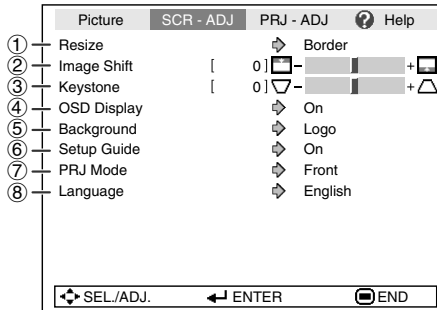 Picture SCR - ADJ PRJ - ADJ ? Help
① Resize Border
② Image Shift [ 0 ] – +
③ Keystone [ 0 ] – +
④ OSD Display On
⑤ Background Logo
⑥ Setup Guide On
⑦ PRJ Mode Front
⑧ Language English
SEL./ADJ. ENTER END